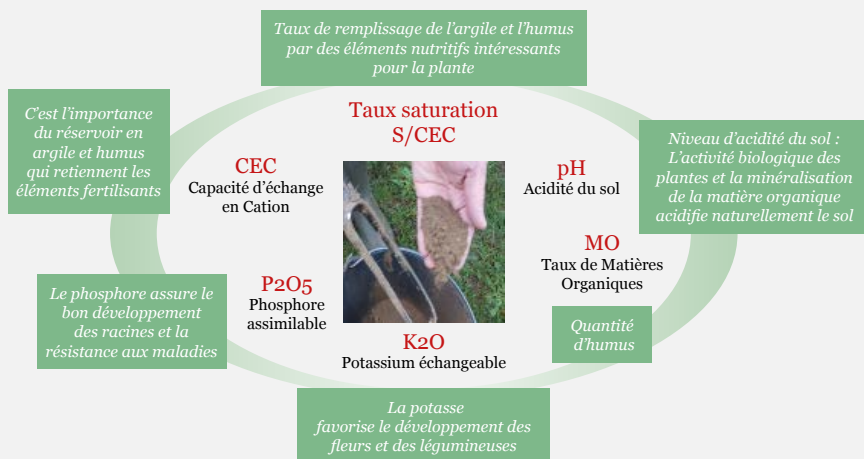 Taux de remplissage de l'argile et l'humus
par des éléments nutritifs intéressants
pour la plante
C'est l'importance
du réservoir en
argile et humus
qui retiennent les
éléments fertilisants
Taux saturation
S/CEC
Niveau d'acidité du sol :
L'activité biologique des
plantes et la minéralisation
de la matière organique
acidifie naturellement le sol
CEC
Capacité d'échange
en Cation
pH
Acidité du sol
MO
Taux de Matières
Organiques
P2O5
Phosphore
assimilable
Le phosphore assure le
bon développement
des racines et la
résistance aux maladies
Quantité
d'humus
K2O
Potassium échangeable
La potasse
favorise le développement des
fleurs et des légumineuses